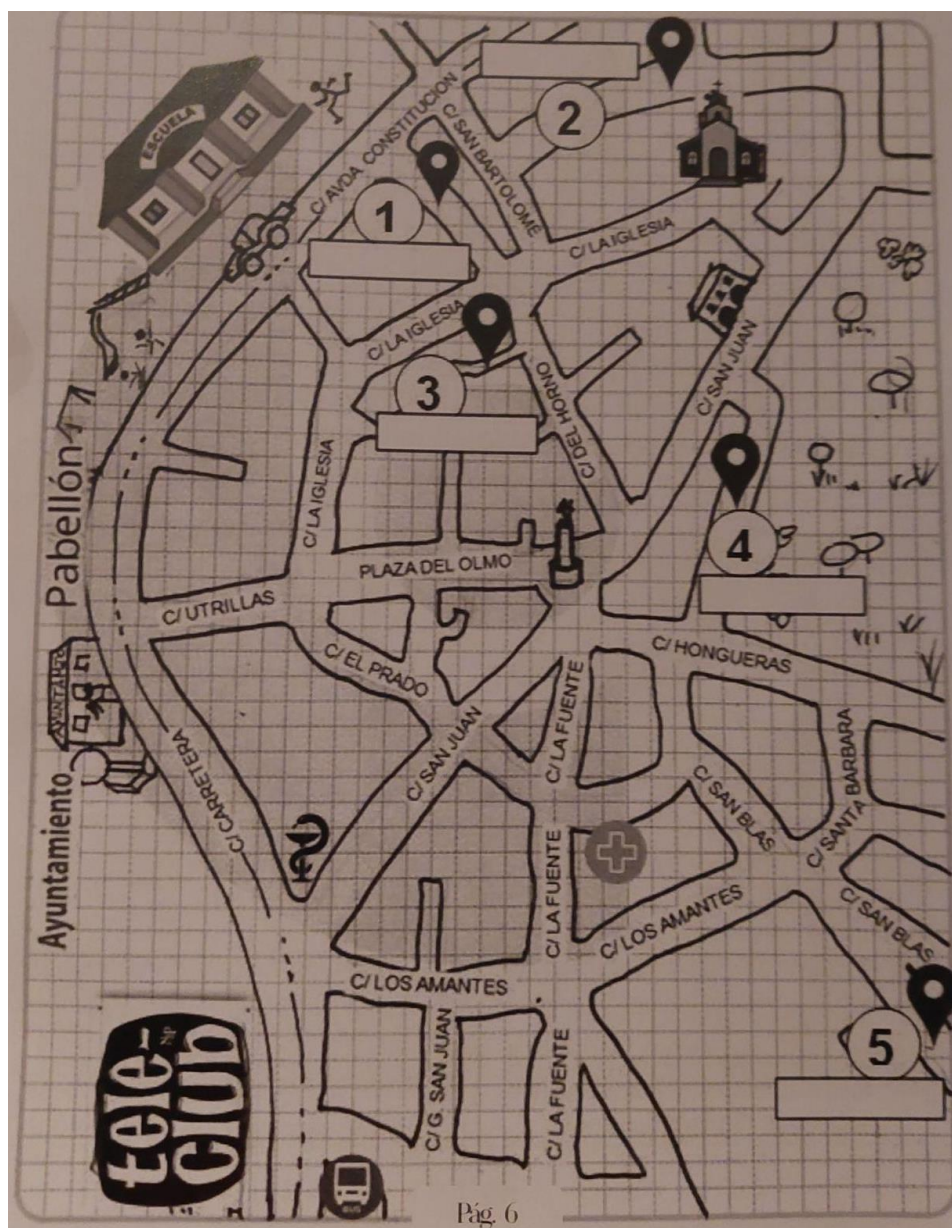 2
ESCUELA
C/ AVDA. CONSTITUCION
C/ SAN BARTOLOMÉ
1
C/ LA IGLESIA
C/ LA IGLESIA
3
C/ SAN JUAN
C/ DEL HORNO
Pabellón
C/ LA IGLESIA
4
PLAZA DEL OLMO
C/ UTRILLAS
C/ HONGUERAS
C/ EL PRADO
C/ LA FUENTE
C/ SAN JUAN
C/ SANTA BARBARA
C/ CARRETERA
C/ SAN BLAS
Ayuntamiento
C/ LA FUENTE
C/ LOS AMANTES
C/ SAN BLAS
C/ LOS AMANTES
5
tele-
club
C/ G. SAN JUAN
C/ LA FUENTE
BUS
Pág. 6